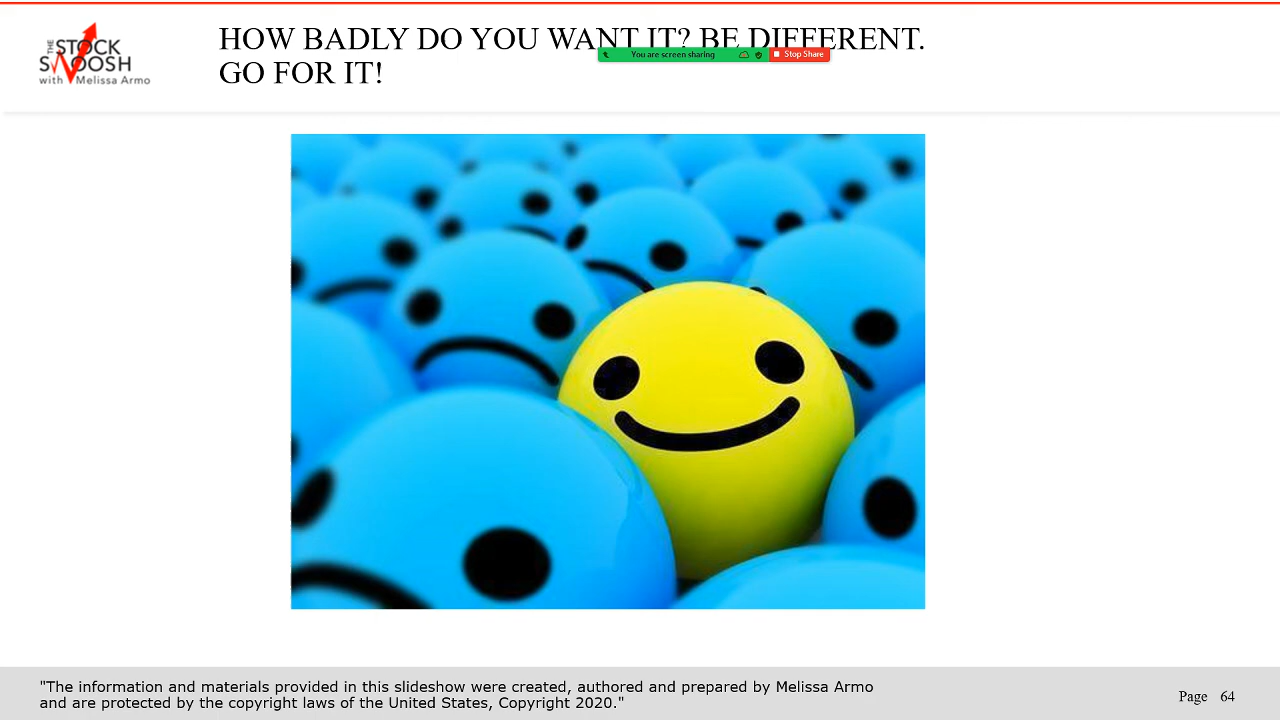 THE
STOCK
SWOOSH
with Melissa Armo
HOW BADLY DO YOU WANT IT? BE DIFFERENT.
GO FOR IT!
You are screen sharing
Stop Share
"The information and materials provided in this slideshow were created, authored and prepared by Melissa Armo
and are protected by the copyright laws of the United States, Copyright 2020."
Page 64